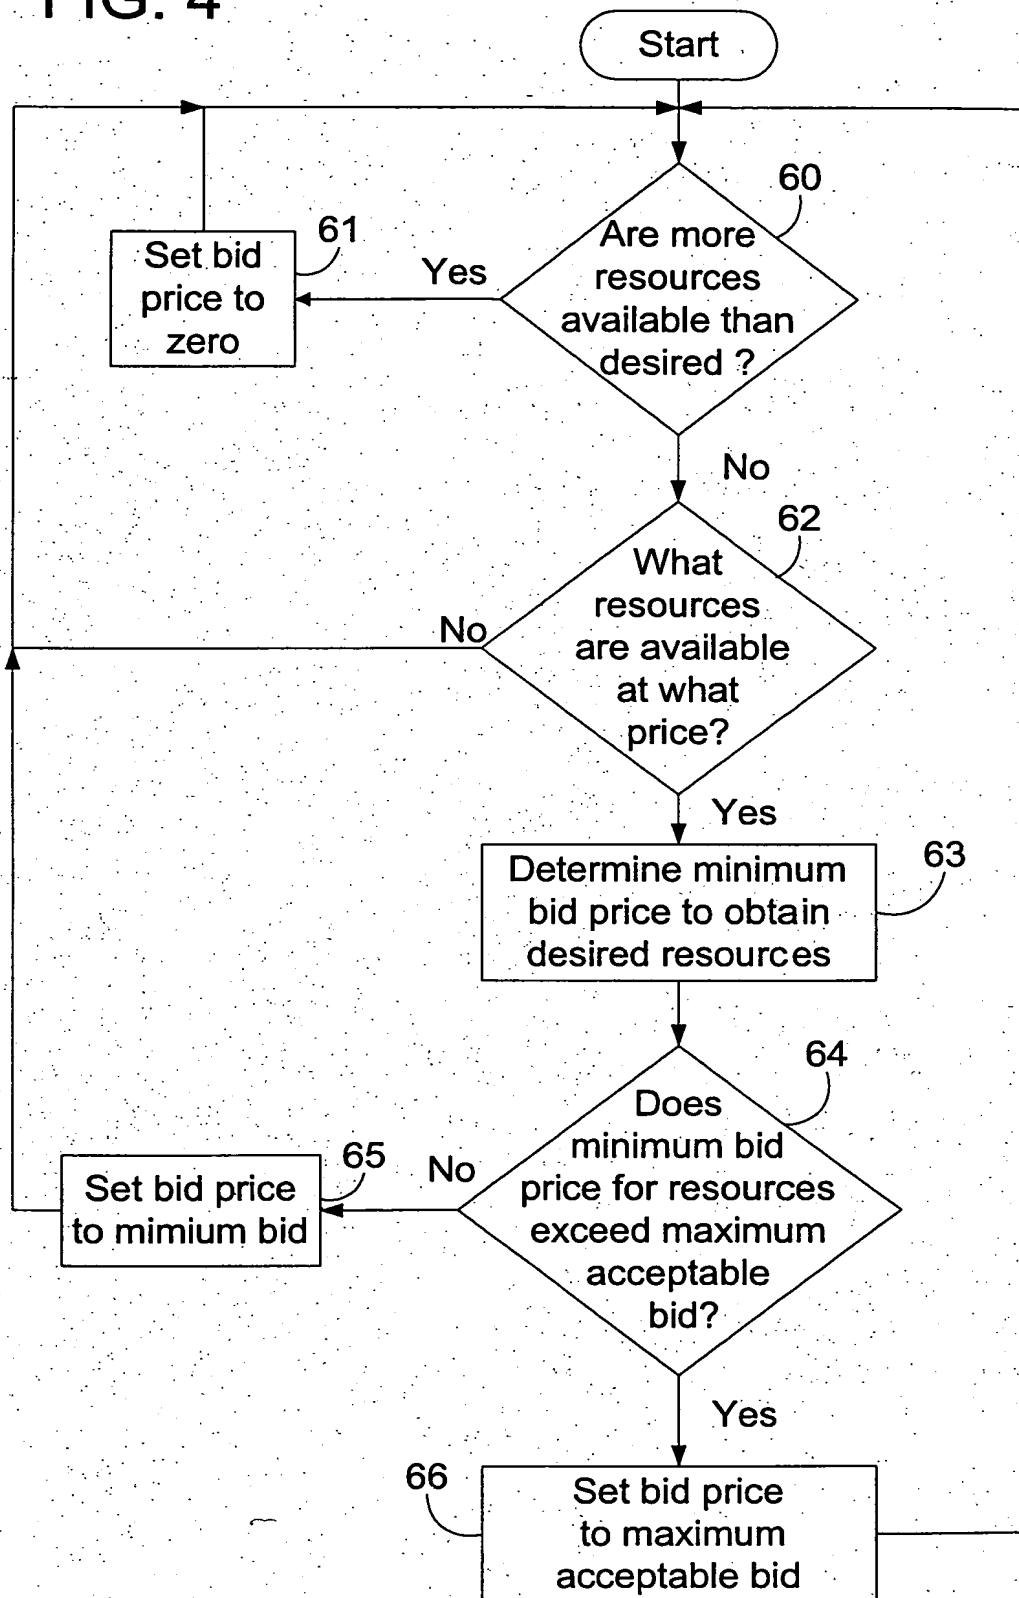 FIG. 4
Start
60
Are more
resources
available than
desired ?
Yes
61
Set bid
price to
zero
No
62
What
resources
are available
at what
price?
No
Yes
63
Determine minimum
bid price to obtain
desired resources
64
Does
minimum bid
price for resources
exceed maximum
acceptable
bid?
No
65
Set bid price
to mimium bid
Yes
66
Set bid price
to maximum
acceptable bid